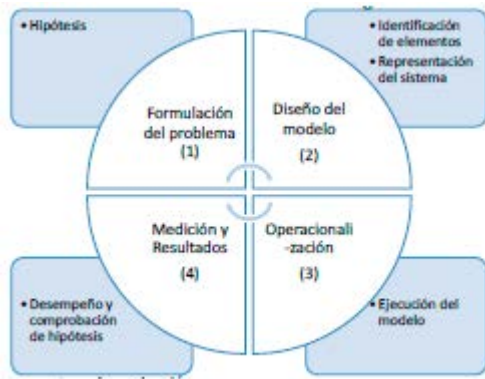 • Hipótesis
• Identificación
de elementos
• Representación
del sistema
Formulación
del problema
(1)
Diseño del
modelo
(2)
Medición y
Resultados
(4)
Operacionali
-zación
(3)
• Desempeño y
comprobación
de hipótesis
• Ejecución del
modelo